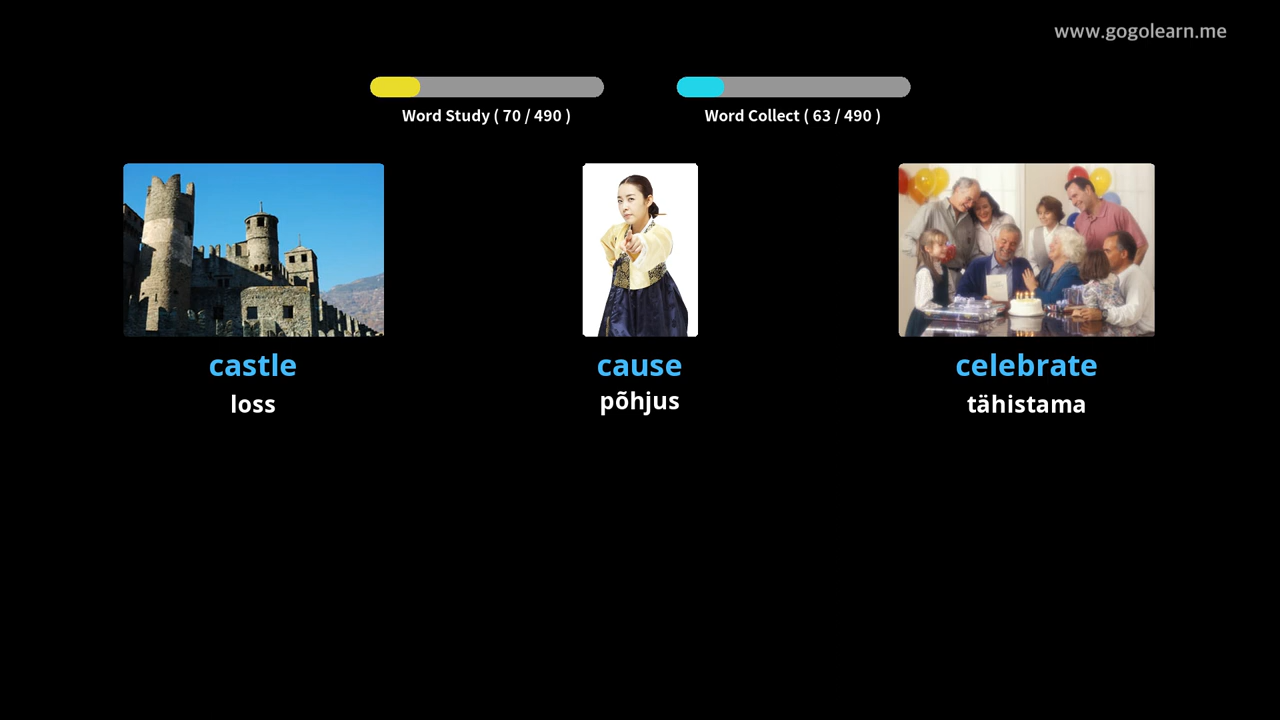 www.gogolearn.me
Word Study ( 70 / 490 )
Word Collect ( 63 / 490 )
castle
loss
cause
põhjus
celebrate
tähistama